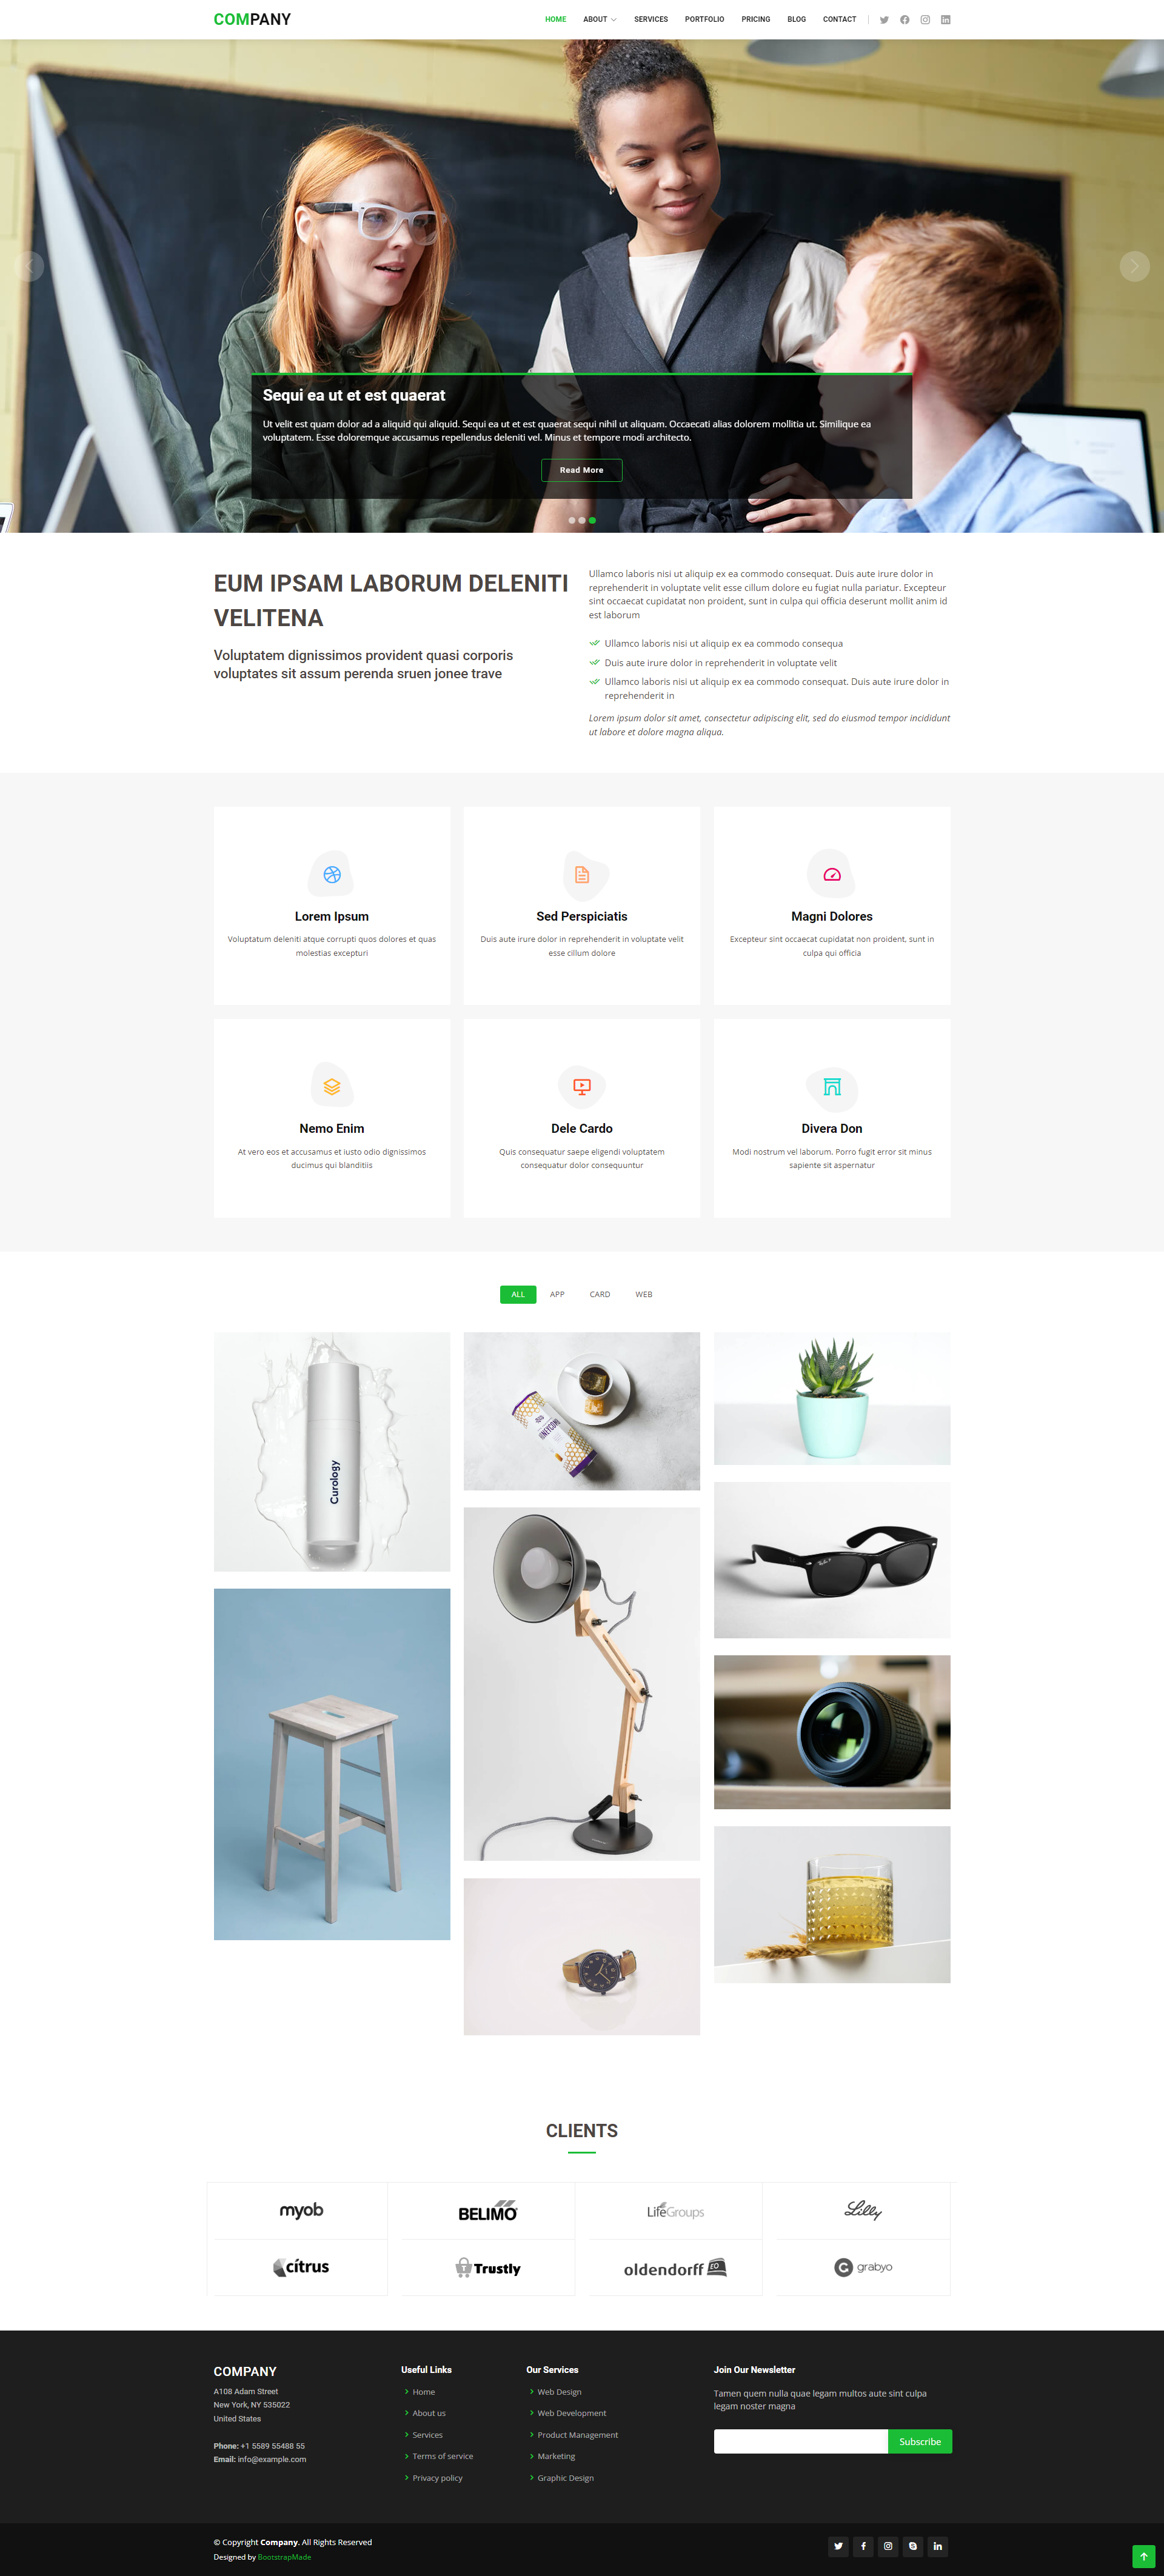 COMPANY
HOME ABOUT SERVICES PORTFOLIO PRICING BLOG CONTACT
Sequi ea ut et est quaerat
Ut velit est quam dolor ad a aliquid qui aliquid. Sequi ea ut et est quaerat sequi nihil ut aliquam. Occaecati alias dolorem mollitia ut. Similique ea
voluptatem. Esse doloremque accusamus repellendus deleniti vel. Minus et tempore modi architecto.
Read More
EUM IPSAM LABORUM DELENITI
VELITENA
Voluptatem dignissimos provident quasi corporis
voluptates sit assum perenda sruen jonee trave
Ullamco laboris nisi ut aliquip ex ea commodo consequat. Duis aute irure dolor in
reprehenderit in voluptate velit esse cillum dolore eu fugiat nulla pariatur. Excepteur
sint occaecat cupidatat non proident, sunt in culpa qui officia deserunt mollit anim id
est laborum
Ullamco laboris nisi ut aliquip ex ea commodo consequa
Duis aute irure dolor in reprehenderit in voluptate velit
Ullamco laboris nisi ut aliquip ex ea commodo consequat. Duis aute irure dolor in
reprehenderit in
Lorem ipsum dolor sit amet, consectetur adipiscing elit, sed do eiusmod tempor incididunt
ut labore et dolore magna aliqua.
Lorem Ipsum
Voluptatum deleniti atque corrupti quos dolores et quas
molestias excepturi
Sed Perspiciatis
Duis aute irure dolor in reprehenderit in voluptate velit
esse cillum dolore
Magni Dolores
Excepteur sint occaecat cupidatat non proident, sunt in
culpa qui officia
Nemo Enim
At vero eos et accusamus et iusto odio dignissimos
ducimus qui blanditiis
Dele Cardo
Quis consequatur saepe eligendi voluptatem
consequatur dolor consequuntur
Divera Don
Modi nostrum vel laborum. Porro fugit error sit minus
sapiente sit aspernatur
ALL APP CARD WEB
Curology
CLIENTS
myob
BELIMO
LifeGroups
Lilly
citrus
Trustly
oldendorff EO
grabyo
COMPANY
A108 Adam Street
New York, NY 535022
United States
Phone: +1 5589 55488 55
Email: info@example.com
Useful Links
Home
About us
Services
Terms of service
Privacy policy
Our Services
Web Design
Web Development
Product Management
Marketing
Graphic Design
Join Our Newsletter
Tamen quem nulla quae legam multos aute sint culpa
legam noster magna
Subscribe
© Copyright Company. All Rights Reserved
Designed by BootstrapMade